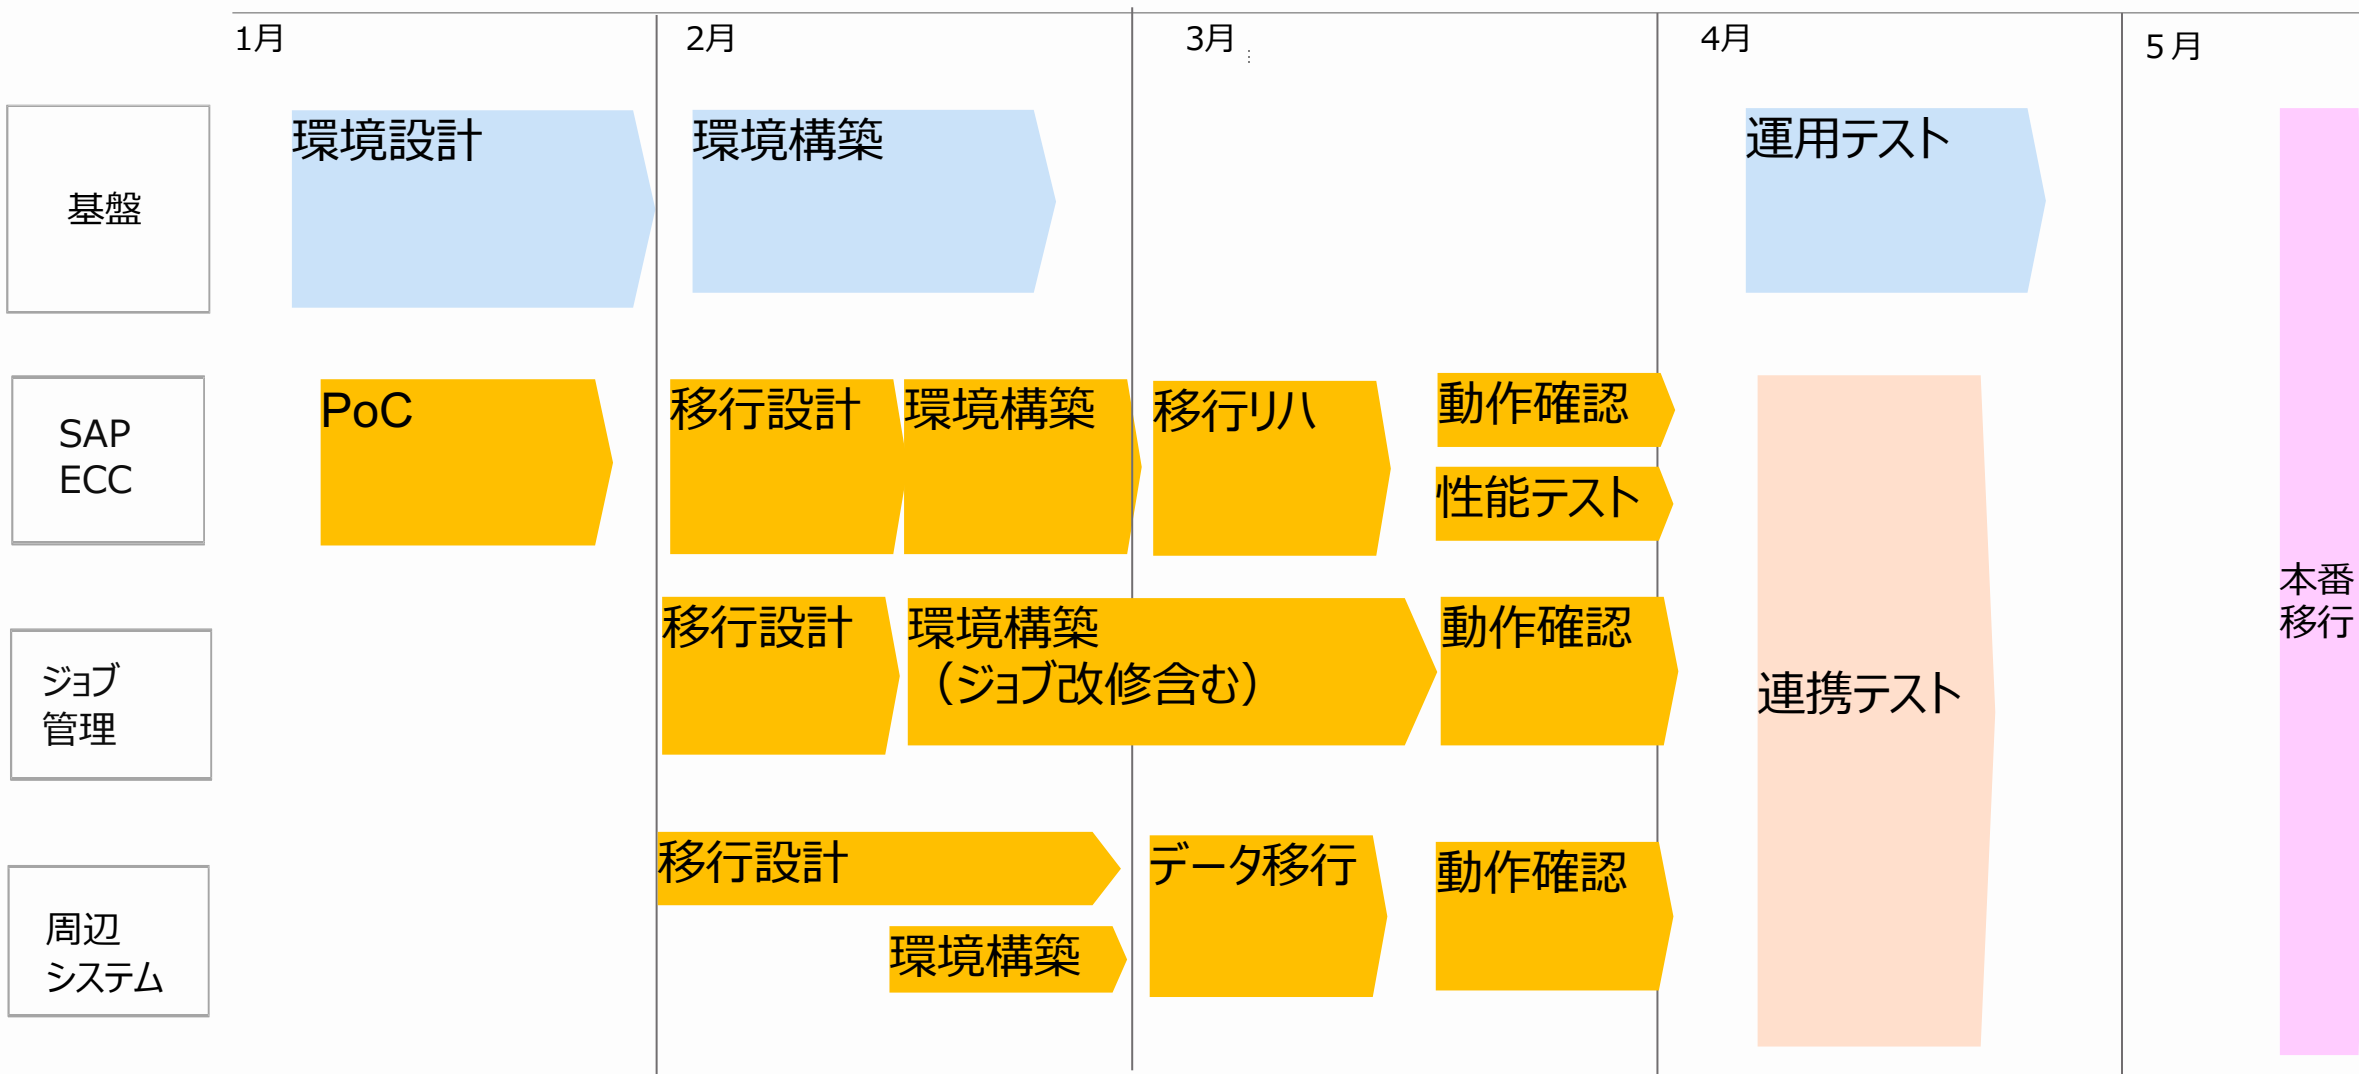 1月
2月
3月
4月
5月
基盤
環境設計
環境構築
運用テスト
SAP
ECC
PoC
移行設計
環境構築
移行リハ
動作確認
性能テスト
ジョブ
管理
移行設計
環境構築
（ジョブ改修含む）
動作確認
連携テスト
周辺
システム
移行設計
環境構築
データ移行
動作確認
本番
移行